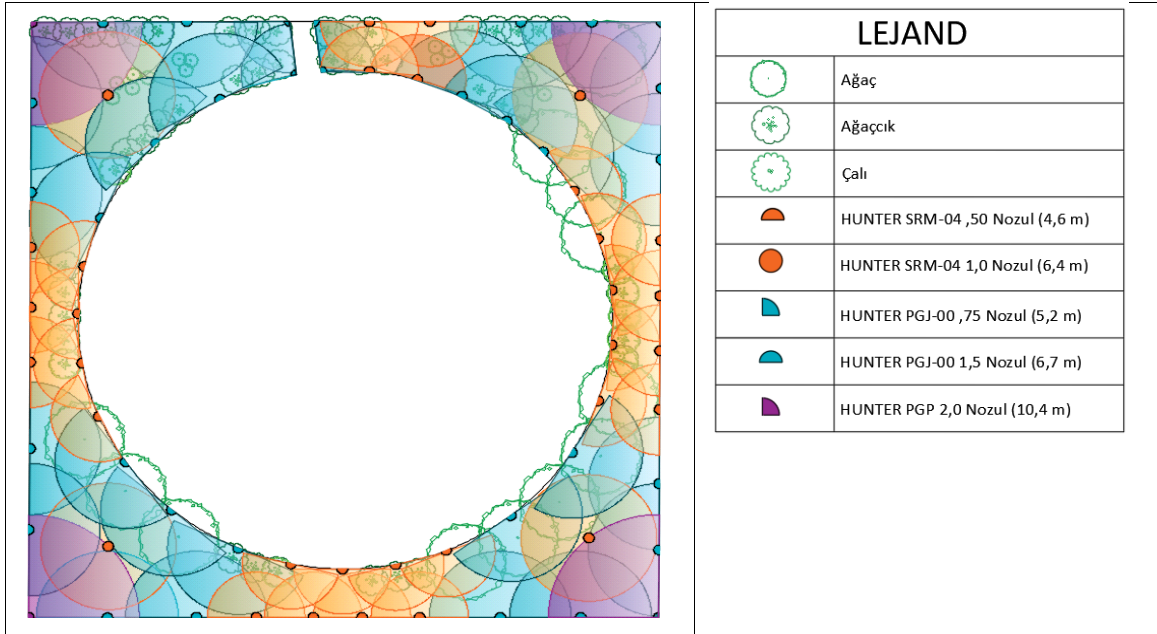 LEJAND
Ağaç
Ağaçcık
Çalı
HUNTER SRM-04 ,50 Nozul (4,6 m)
HUNTER SRM-04 1,0 Nozul (6,4 m)
HUNTER PGJ-00 ,75 Nozul (5,2 m)
HUNTER PGJ-00 1,5 Nozul (6,7 m)
HUNTER PGP 2,0 Nozul (10,4 m)